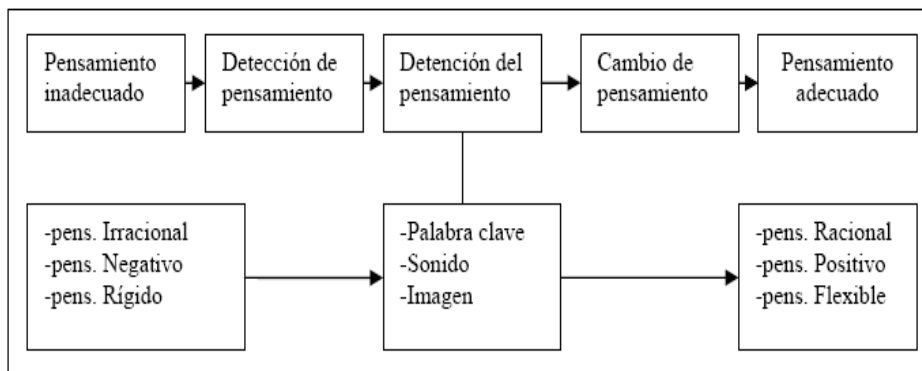 Pensamiento
inadecuado
Detección de
pensamiento
Detención del
pensamiento
Cambio de
pensamiento
Pensamiento
adecuado
-pens. Irracional
-pens. Negativo
-pens. Rígido
-Palabra clave
-Sonido
-Imagen
-pens. Racional
-pens. Positivo
-pens. Flexible